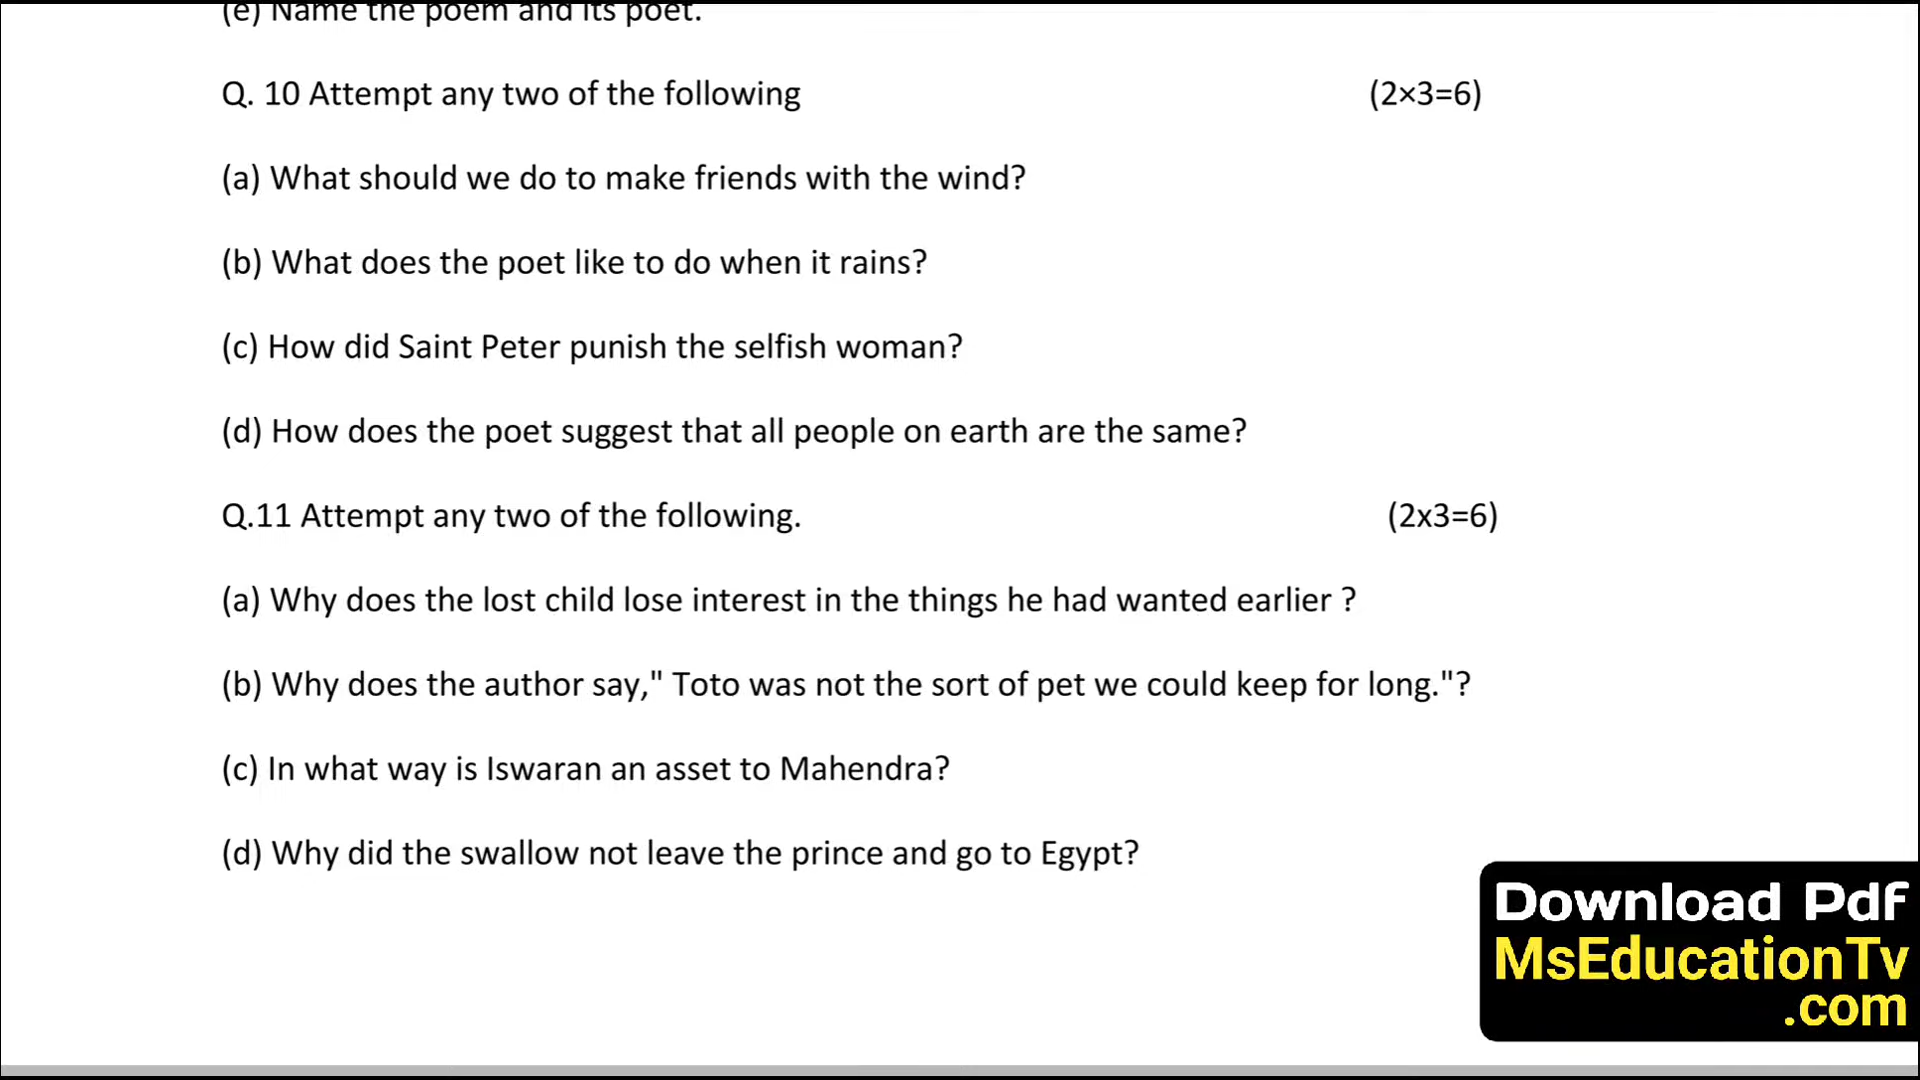 (e) Name the poem and its poet.
Q. 10 Attempt any two of the following (2×3=6)
(a) What should we do to make friends with the wind?
(b) What does the poet like to do when it rains?
(c) How did Saint Peter punish the selfish woman?
(d) How does the poet suggest that all people on earth are the same?
Q.11 Attempt any two of the following. (2x3=6)
(a) Why does the lost child lose interest in the things he had wanted earlier ?
(b) Why does the author say," Toto was not the sort of pet we could keep for long."?
(c) In what way is Iswaran an asset to Mahendra?
(d) Why did the swallow not leave the prince and go to Egypt?
Download Pdf
MsEducationTv
.com